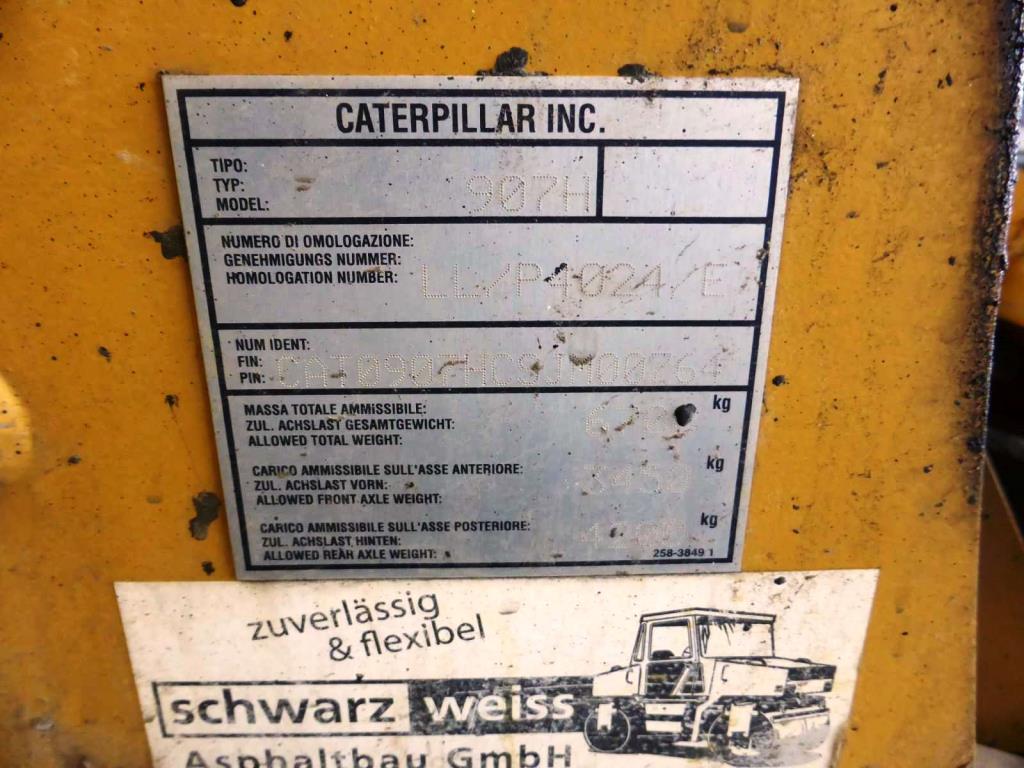 CATERPILLAR INC.
TIPO:
TYP:
MODEL: 907H
NUMERO DI OMOLOGAZIONE:
GENEHMIGUNGS NUMMER:
HOMOLOGATION NUMBER: LL/P4024/E
NUM IDENT:
FIN:
PIN: CAT0907HCSJM00764
MASSA TOTALE AMMISSIBILE: kg
ZUL. ACHSLAST GESAMTGEWICHT:
ALLOWED TOTAL WEIGHT:
CARICO AMMISSIBILE SULL'ASSE ANTERIORE: kg
ZUL. ACHSLAST VORN:
ALLOWED FRONT AXLE WEIGHT:
CARICO AMMISSIBILE SULL'ASSE POSTERIORE: kg
ZUL. ACHSLAST HINTEN:
ALLOWED REAR AXLE WEIGHT: 258-3849 1
zuverlässig
& flexibel
schwarz weiss
Asphaltbau GmbH